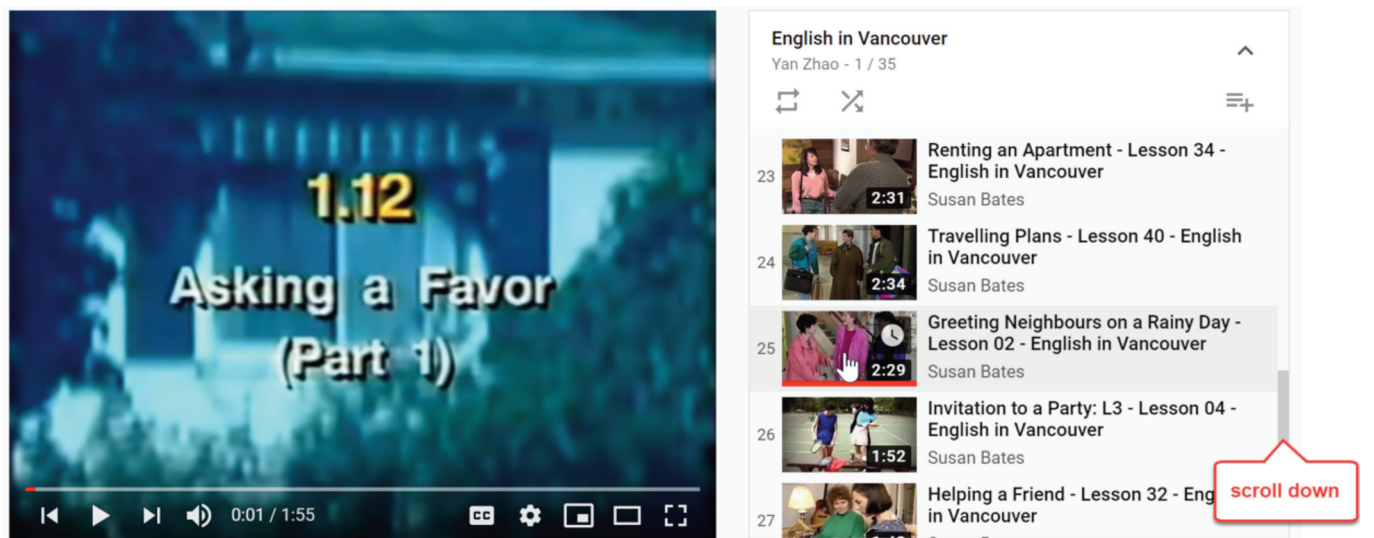 1.12
Asking a Favor
(Part 1)
0:01 / 1:55
CC
English in Vancouver
Yan Zhao - 1 / 35
23
2:31
Renting an Apartment - Lesson 34 -
English in Vancouver
Susan Bates
24
2:34
Travelling Plans - Lesson 40 - English
in Vancouver
Susan Bates
25
2:29
Greeting Neighbours on a Rainy Day -
Lesson 02 - English in Vancouver
Susan Bates
26
1:52
Invitation to a Party: L3 - Lesson 04 -
English in Vancouver
Susan Bates
27
Helping a Friend - Lesson 32 - Eng
in Vancouver
scroll down